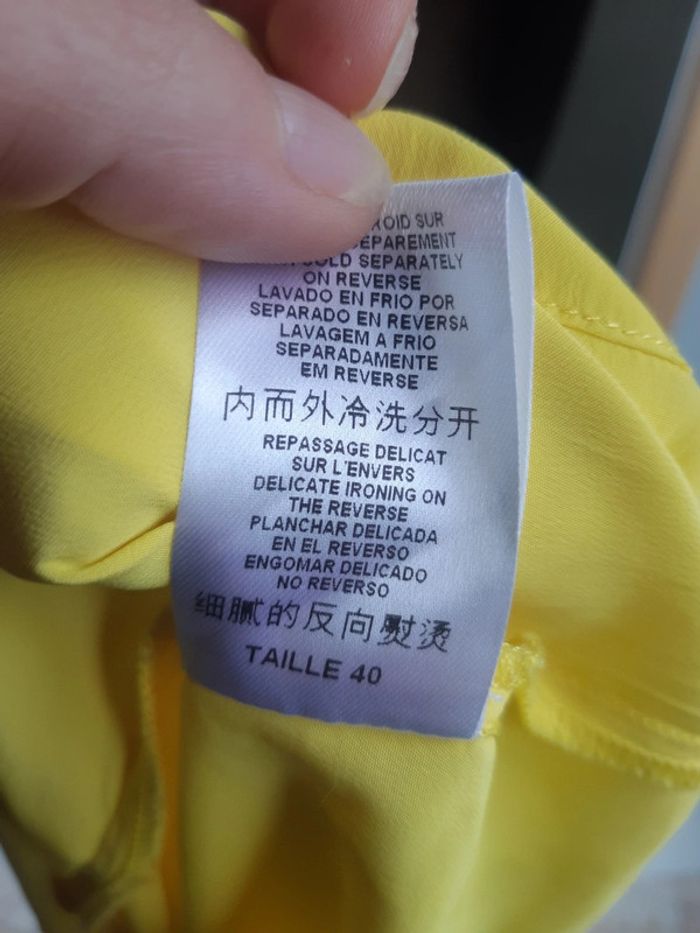 SUR
SEPARATELY
ON REVERSE
LAVADO EN FRIO POR
SEPARADO EN REVERSA
LAVAGEM A FRIO
SEPARADAMENTE
EM REVERSE
内而外冷洗分开
REPASSAGE DELICAT
SUR L'ENVERS
DELICATE IRONING ON
THE REVERSE
PLANCHAR DELICADA
EN EL REVERSO
ENGOMAR DELICADO
NO REVERSO
细腻的反向熨烫
TAILLE 40